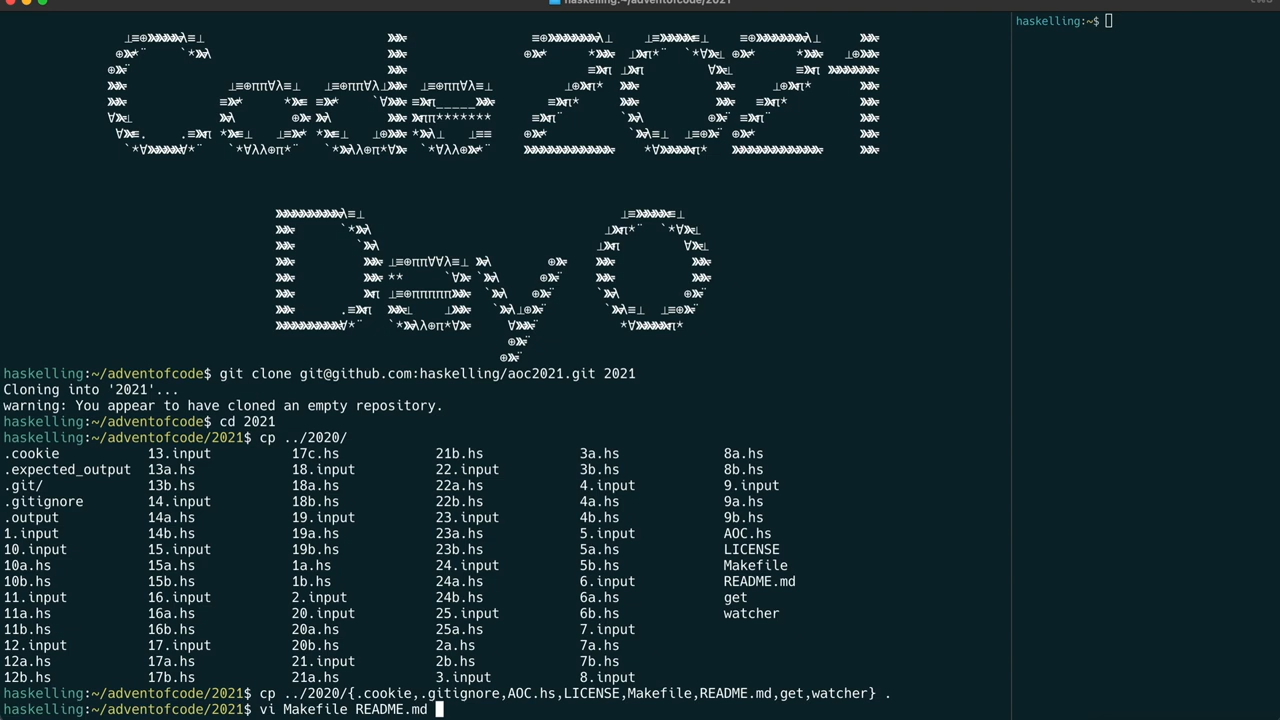 haskelling:~/adventofcode/2021
haskelling:~$
Code 2021
Day 0
haskelling:~/adventofcode$ git clone git@github.com:haskelling/aoc2021.git 2021
Cloning into '2021'...
warning: You appear to have cloned an empty repository.
haskelling:~/adventofcode$ cd 2021
haskelling:~/adventofcode/2021$ cp ../2020/
.cookie 13.input 17c.hs 21b.hs 3a.hs 8a.hs
.expected_output 13a.hs 18.input 22.input 3b.hs 8b.hs
.git/ 13b.hs 18a.hs 22a.hs 4.input 9.input
.gitignore 14.input 18b.hs 22b.hs 4a.hs 9a.hs
.output 14a.hs 19.input 23.input 4b.hs 9b.hs
1.input 14b.hs 19a.hs 23a.hs 5.input AOC.hs
10.input 15.input 19b.hs 23b.hs 5a.hs LICENSE
10a.hs 15a.hs 1a.hs 24.input 5b.hs Makefile
10b.hs 15b.hs 1b.hs 24a.hs 6.input README.md
11.input 16.input 2.input 24b.hs 6a.hs get
11a.hs 16a.hs 20.input 25.input 6b.hs watcher
11b.hs 16b.hs 20a.hs 25a.hs 7.input
12.input 17.input 20b.hs 2a.hs 7a.hs
12a.hs 17a.hs 21.input 2b.hs 7b.hs
12b.hs 17b.hs 21a.hs 3.input 8.input
haskelling:~/adventofcode/2021$ cp ../2020/{.cookie,.gitignore,AOC.hs,LICENSE,Makefile,README.md,get,watcher} .
haskelling:~/adventofcode/2021$ vi Makefile README.md